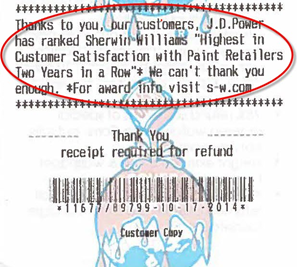 ************************************
Thanks to you, our customers, J.D.Power
has ranked Sherwin Williams "Highest in
Customer Satisfaction with Paint Retailers
Two Years in a Row"* We can't thank you
enough. *For award info visit s-w.com
************************************
--------- Thank You ---------
receipt required for refund
*11677/89799-10-17-2014*
Customer Copy